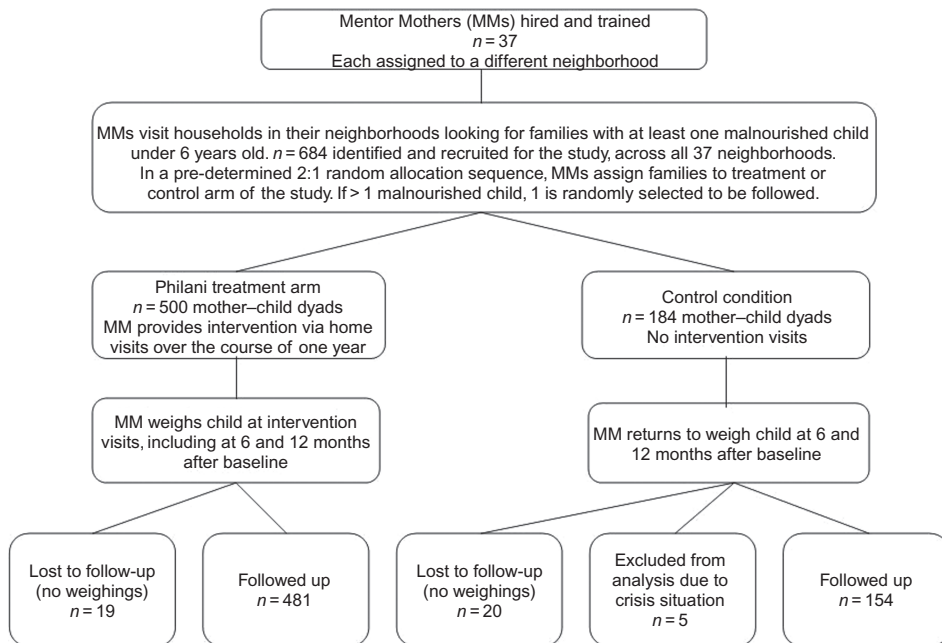 Mentor Mothers (MMs) hired and trained
n = 37
Each assigned to a different neighborhood
MMs visit households in their neighborhoods looking for families with at least one malnourished child
under 6 years old. n = 684 identified and recruited for the study, across all 37 neighborhoods.
In a pre-determined 2:1 random allocation sequence, MMs assign families to treatment or
control arm of the study. If > 1 malnourished child, 1 is randomly selected to be followed.
Philani treatment arm
n = 500 mother–child dyads
MM provides intervention via home
visits over the course of one year
Control condition
n = 184 mother–child dyads
No intervention visits
MM weighs child at intervention
visits, including at 6 and 12 months
after baseline
MM returns to weigh child at 6 and
12 months after baseline
Lost to follow-up
(no weighings)
n = 19
Followed up
n = 481
Lost to follow-up
(no weighings)
n = 20
Excluded from
analysis due to
crisis situation
n = 5
Followed up
n = 154